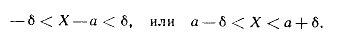 —δ < X—a < δ, или a—δ < X < a+δ.